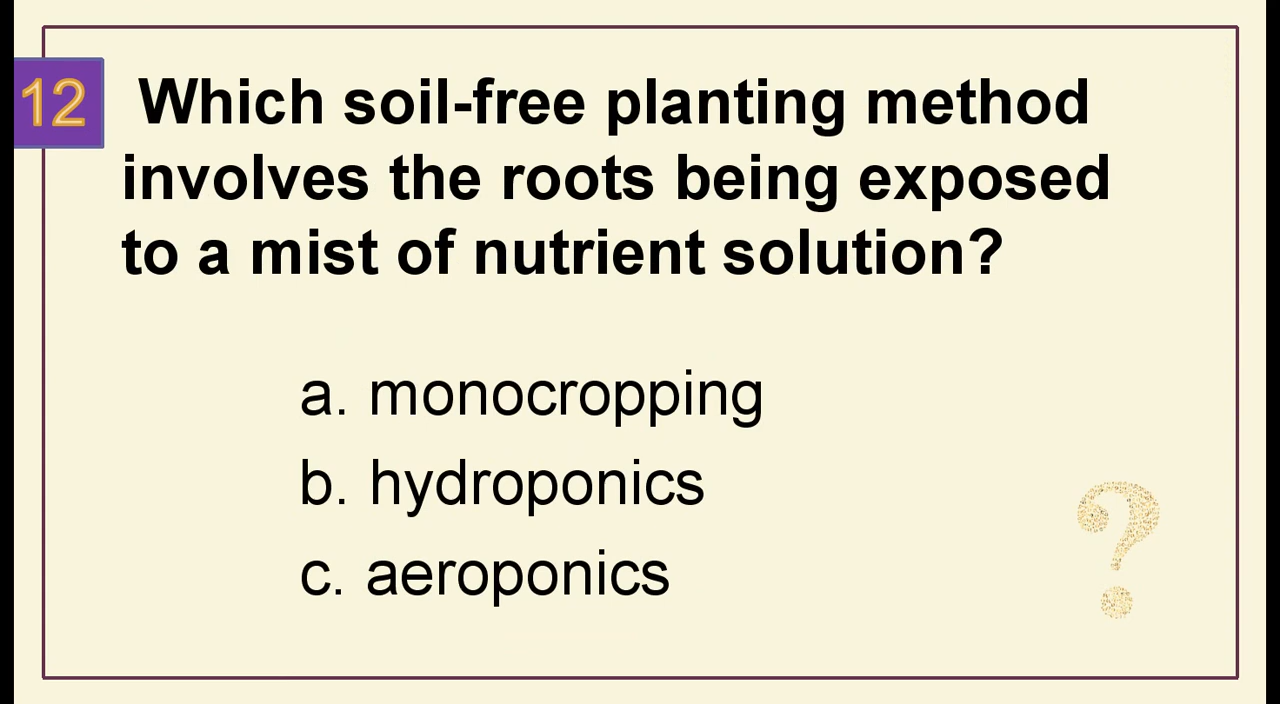 12
Which soil-free planting method
involves the roots being exposed
to a mist of nutrient solution?
a. monocropping
b. hydroponics
c. aeroponics
?